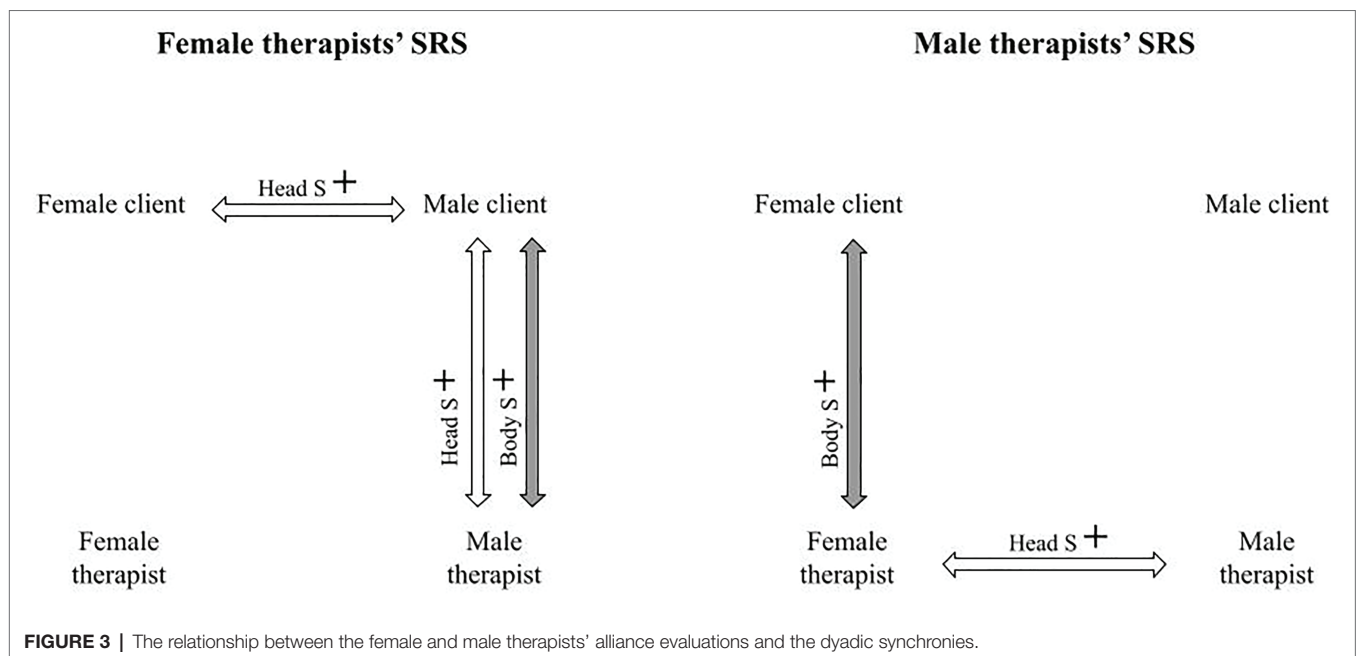 Female therapists’ SRS
Male therapists’ SRS
Female client
Head S +
Male client
Head S +
Body S +
Female
therapist
Male
therapist
Female client
Male client
Body S +
Female
therapist
Head S +
Male
therapist
FIGURE 3 | The relationship between the female and male therapists’ alliance evaluations and the dyadic synchronies.